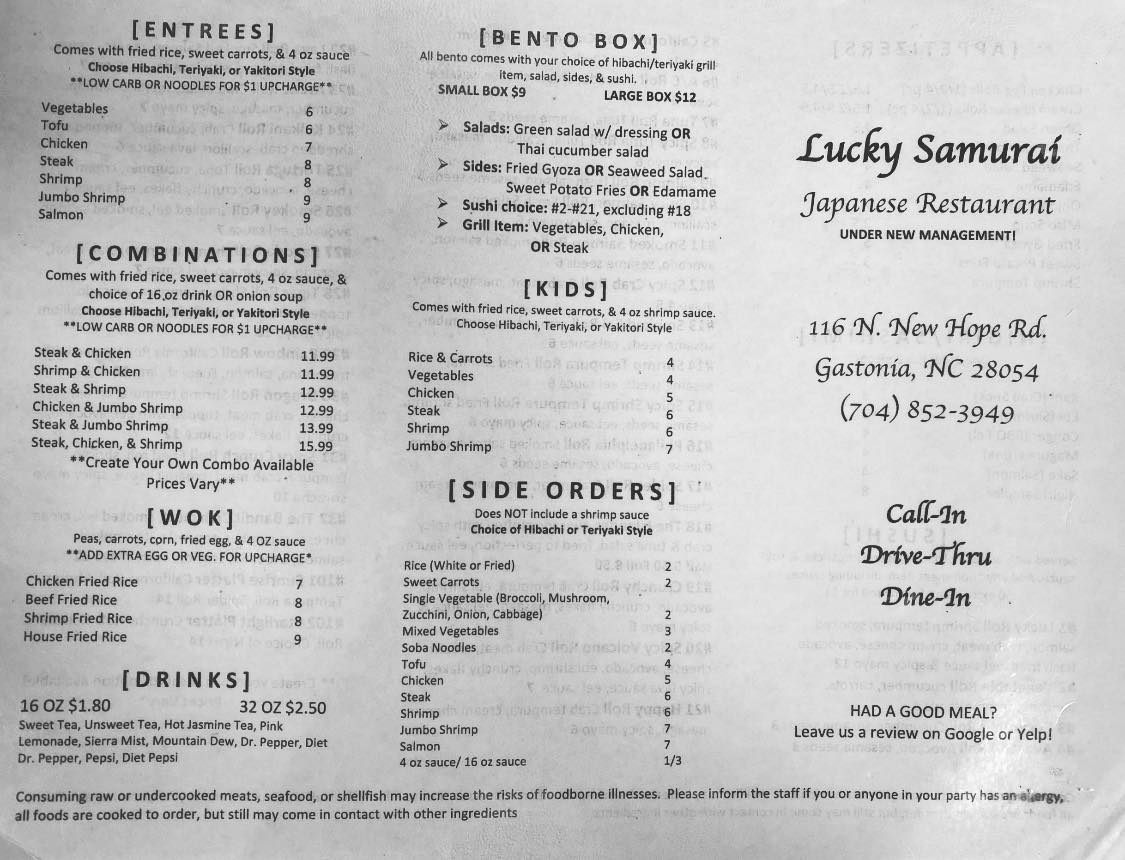 [ENTREES]
Comes with fried rice, sweet carrots, & 4 oz sauce
Choose Hibachi, Teriyaki, or Yakitori Style
**LOW CARB OR NOODLES FOR $1 UPCHARGE**
Vegetables 6
Tofu 6
Chicken 7
Steak 8
Shrimp 8
Jumbo Shrimp 9
Salmon 9
[COMBINATIONS]
Comes with fried rice, sweet carrots, 4 oz sauce, &
choice of 16 oz drink OR onion soup
Choose Hibachi, Teriyaki, or Yakitori Style
**LOW CARB OR NOODLES FOR $1 UPCHARGE**
Steak & Chicken 11.99
Shrimp & Chicken 11.99
Steak & Shrimp 12.99
Chicken & Jumbo Shrimp 12.99
Steak & Jumbo Shrimp 13.99
Steak, Chicken, & Shrimp 15.99
**Create Your Own Combo Available
Prices Vary**
[WOK]
Peas, carrots, corn, fried egg, & 4 OZ sauce
**ADD EXTRA EGG OR VEG. FOR UPCHARGE*
Chicken Fried Rice 7
Beef Fried Rice 8
Shrimp Fried Rice 8
House Fried Rice 9
[DRINKS]
16 OZ $1.80 32 OZ $2.50
Sweet Tea, Unsweet Tea, Hot Jasmine Tea, Pink
Lemonade, Sierra Mist, Mountain Dew, Dr. Pepper, Diet
Dr. Pepper, Pepsi, Diet Pepsi
[BENTO BOX]
All bento comes with your choice of hibachi/teriyaki grill
item, salad, sides, & sushi.
SMALL BOX $9 LARGE BOX $12
➢ Salads: Green salad w/ dressing OR
Thai cucumber salad
➢ Sides: Fried Gyoza OR Seaweed Salad
Sweet Potato Fries OR Edamame
➢ Sushi choice: #2-#21, excluding #18
➢ Grill Item: Vegetables, Chicken,
OR Steak
[KIDS]
Comes with fried rice, sweet carrots, & 4 oz shrimp sauce.
Choose Hibachi, Teriyaki, or Yakitori Style
Rice & Carrots 4
Vegetables 4
Chicken 5
Steak 6
Shrimp 6
Jumbo Shrimp 7
[SIDE ORDERS]
Does NOT include a shrimp sauce
Choice of Hibachi or Teriyaki Style
Rice (White or Fried) 2
Sweet Carrots 2
Single Vegetable (Broccoli, Mushroom,
Zucchini, Onion, Cabbage) 2
Mixed Vegetables 3
Soba Noodles 2
Tofu 4
Chicken 5
Steak 6
Shrimp 6
Jumbo Shrimp 7
Salmon 7
4 oz sauce/ 16 oz sauce 1/3
Lucky Samurai
Japanese Restaurant
UNDER NEW MANAGEMENT!
116 N. New Hope Rd.
Gastonia, NC 28054
(704) 852-3949
Call-In
Drive-Thru
Dine-In
HAD A GOOD MEAL?
Leave us a review on Google or Yelp!
Consuming raw or undercooked meats, seafood, or shellfish may increase the risks of foodborne illnesses. Please inform the staff if you or anyone in your party has an allergy,
all foods are cooked to order, but still may come in contact with other ingredients